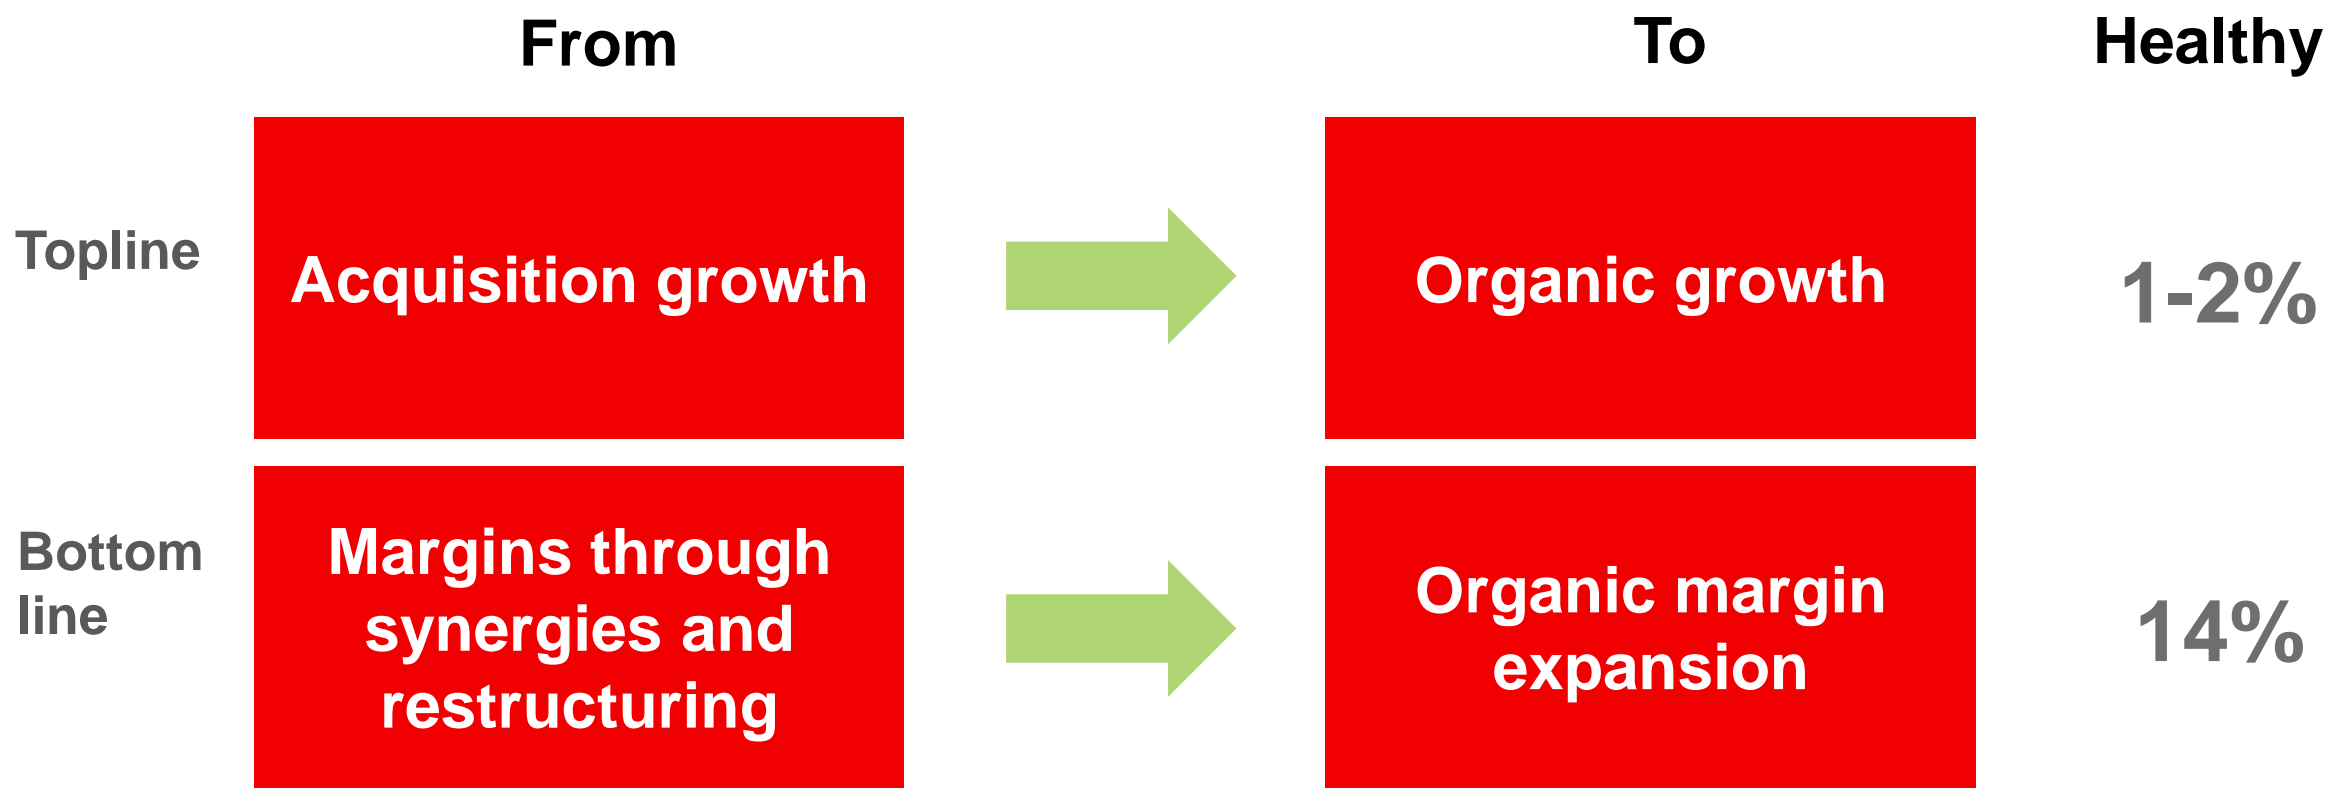 From
To
Healthy
Topline
Acquisition growth
Organic growth
1-2%
Bottom
line
Margins through
synergies and
restructuring
Organic margin
expansion
14%